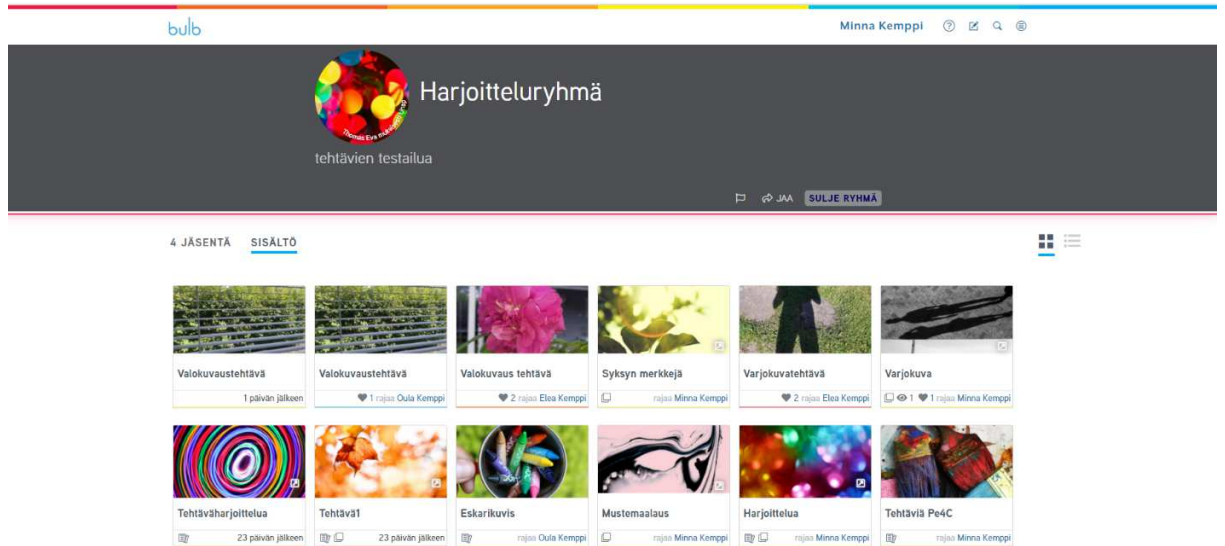 bulb
Minna Kemppi
Harjoitteluryhmä
tehtävien testailua
JAA SULJE RYHMÄ
4 JÄSENTÄ SISÄLTÖ
Valokuvaustehtävä Valokuvaustehtävä Valokuvaus tehtävä Syksyn merkkejä Varjokuvatehtävä Varjokuva
1 päivän jälkeen 1 rajaa Oula Kemppi 2 rajaa Elea Kemppi rajaa Minna Kemppi 2 rajaa Elea Kemppi 1 1 rajaa Minna Kemppi
Tehtäväharjoittelua Tehtävä1 Eskarikuvis Mustemaalaus Harjoittelua Tehtäviä Pe4C
23 päivän jälkeen 23 päivän jälkeen rajaa Oula Kemppi rajaa Minna Kemppi rajaa Minna Kemppi rajaa Minna Kemppi